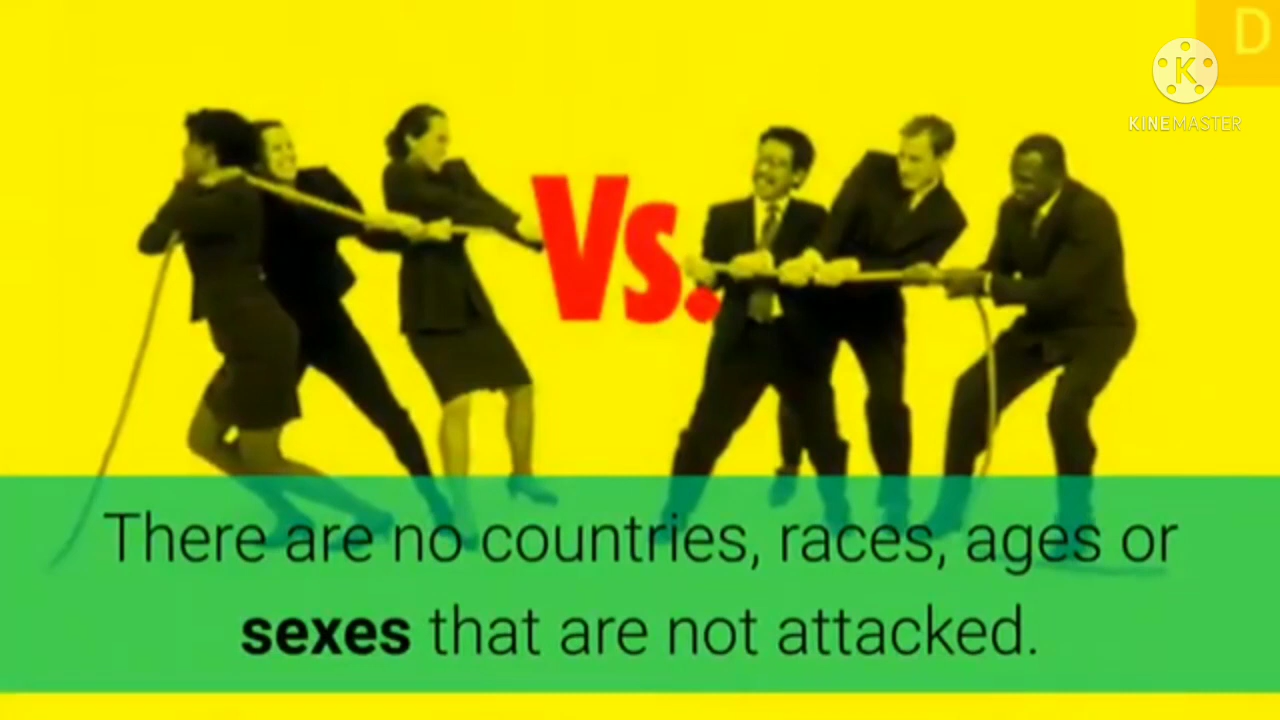 D
K
KINEMASTER
Vs.
There are no countries, races, ages or
sexes that are not attacked.